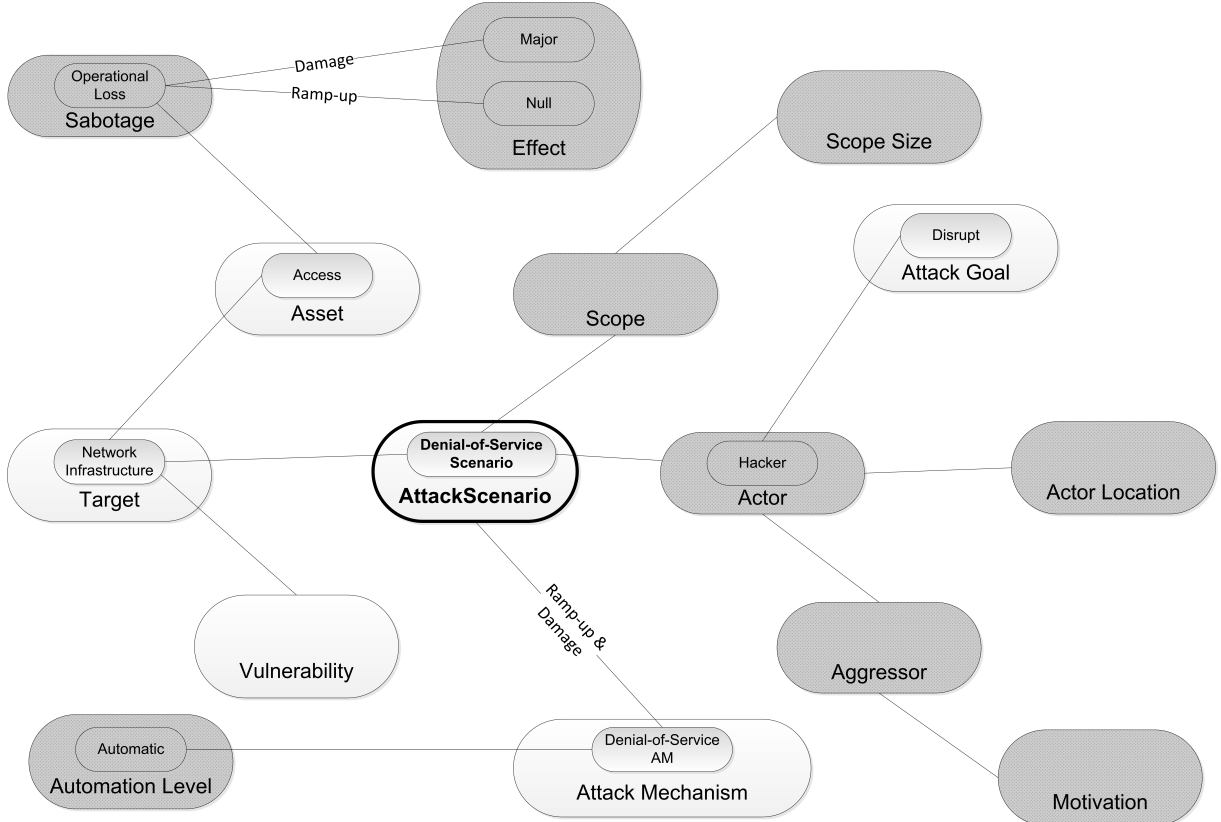 Operational
Loss
Sabotage
Damage
Ramp-up
Major
Null
Effect
Scope Size
Disrupt
Attack Goal
Access
Asset
Scope
Network
Infrastructure
Target
Denial-of-Service
Scenario
AttackScenario
Hacker
Actor
Actor Location
Ramp-up &
Damage
Vulnerability
Aggressor
Automatic
Automation Level
Denial-of-Service
AM
Attack Mechanism
Motivation